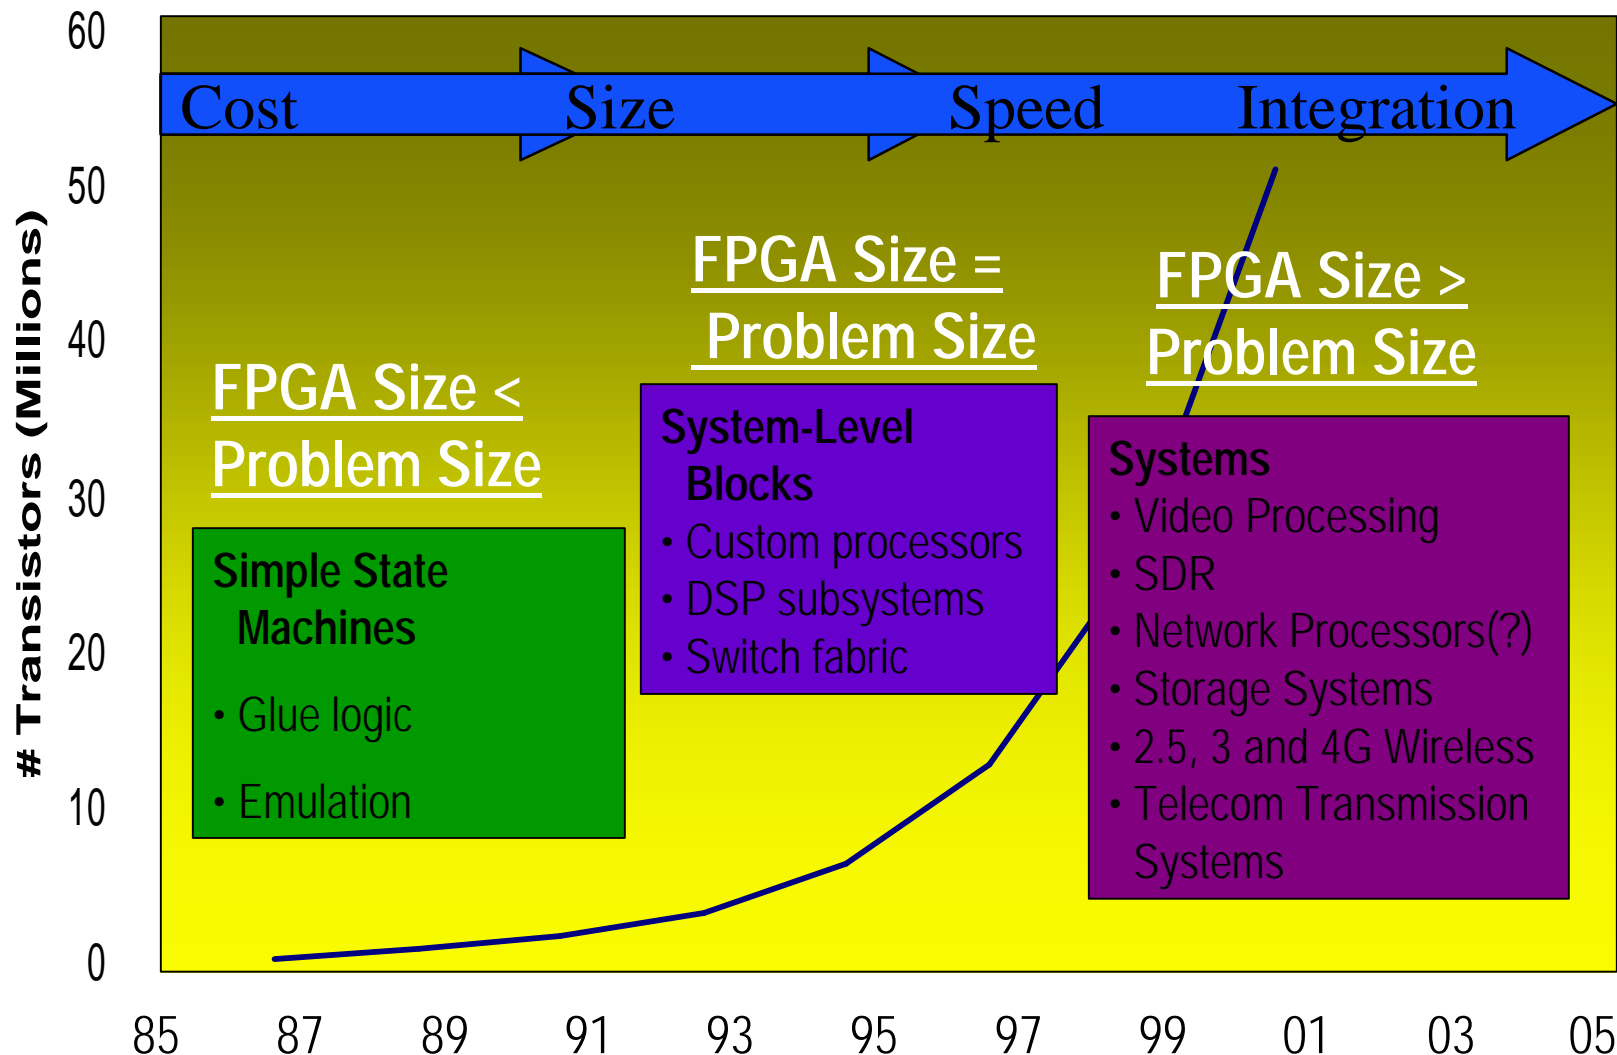 60
50
40
30
20
10
0
# Transistors (Millions)
Cost Size Speed Integration
FPGA Size <
Problem Size
Simple State
Machines
• Glue logic
• Emulation
FPGA Size =
Problem Size
System-Level
Blocks
• Custom processors
• DSP subsystems
• Switch fabric
FPGA Size >
Problem Size
Systems
• Video Processing
• SDR
• Network Processors(?)
• Storage Systems
• 2.5, 3 and 4G Wireless
• Telecom Transmission
Systems
85 87 89 91 93 95 97 99 01 03 05